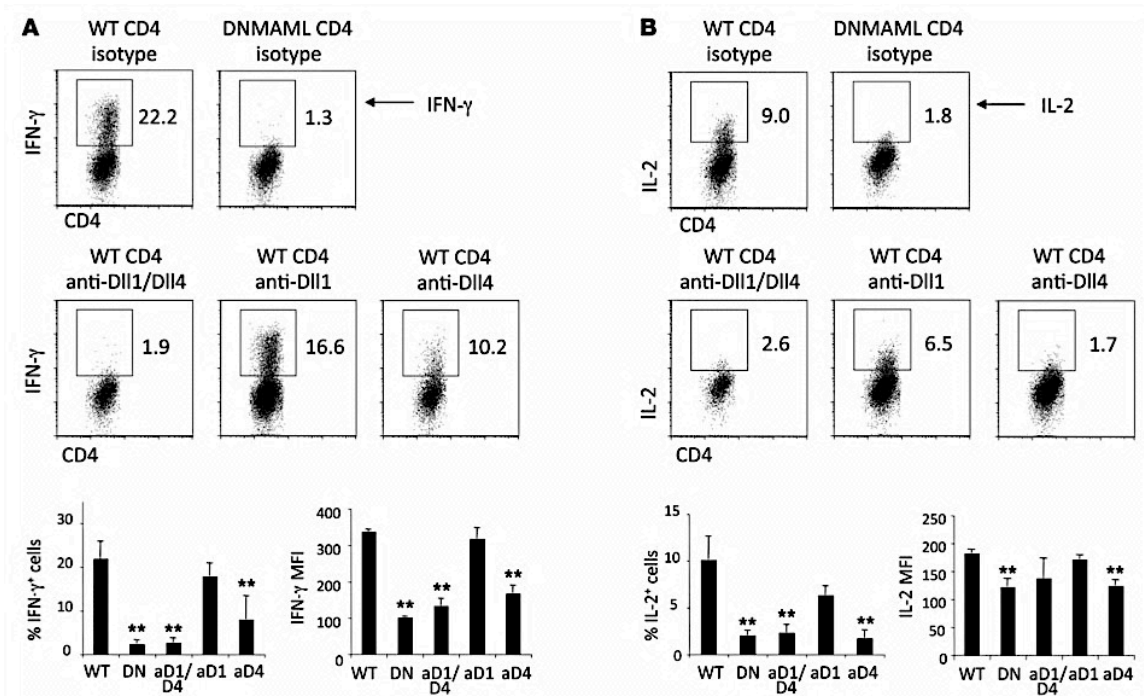 A
WT CD4
isotype
DNMAML CD4
isotype
IFN-γ
22.2
1.3
IFN-γ
CD4
WT CD4
anti-Dll1/Dll4
WT CD4
anti-Dll1
WT CD4
anti-Dll4
IFN-γ
1.9
16.6
10.2
CD4
% IFN-γ+ cells
30
20
10
0
**
**
**
WT
DN
aD1/
D4
aD1
aD4
IFN-γ MFI
400
300
200
100
0
**
**
**
WT
DN
aD1/
D4
aD1
aD4
B
WT CD4
isotype
DNMAML CD4
isotype
IL-2
9.0
1.8
IL-2
CD4
WT CD4
anti-Dll1/Dll4
WT CD4
anti-Dll1
WT CD4
anti-Dll4
IL-2
2.6
6.5
1.7
CD4
% IL-2+ cells
15
10
5
0
**
**
**
WT
DN
aD1/
D4
aD1
aD4
IL-2 MFI
250
200
150
100
50
0
**
**
WT
DN
aD1/
D4
aD1
aD4